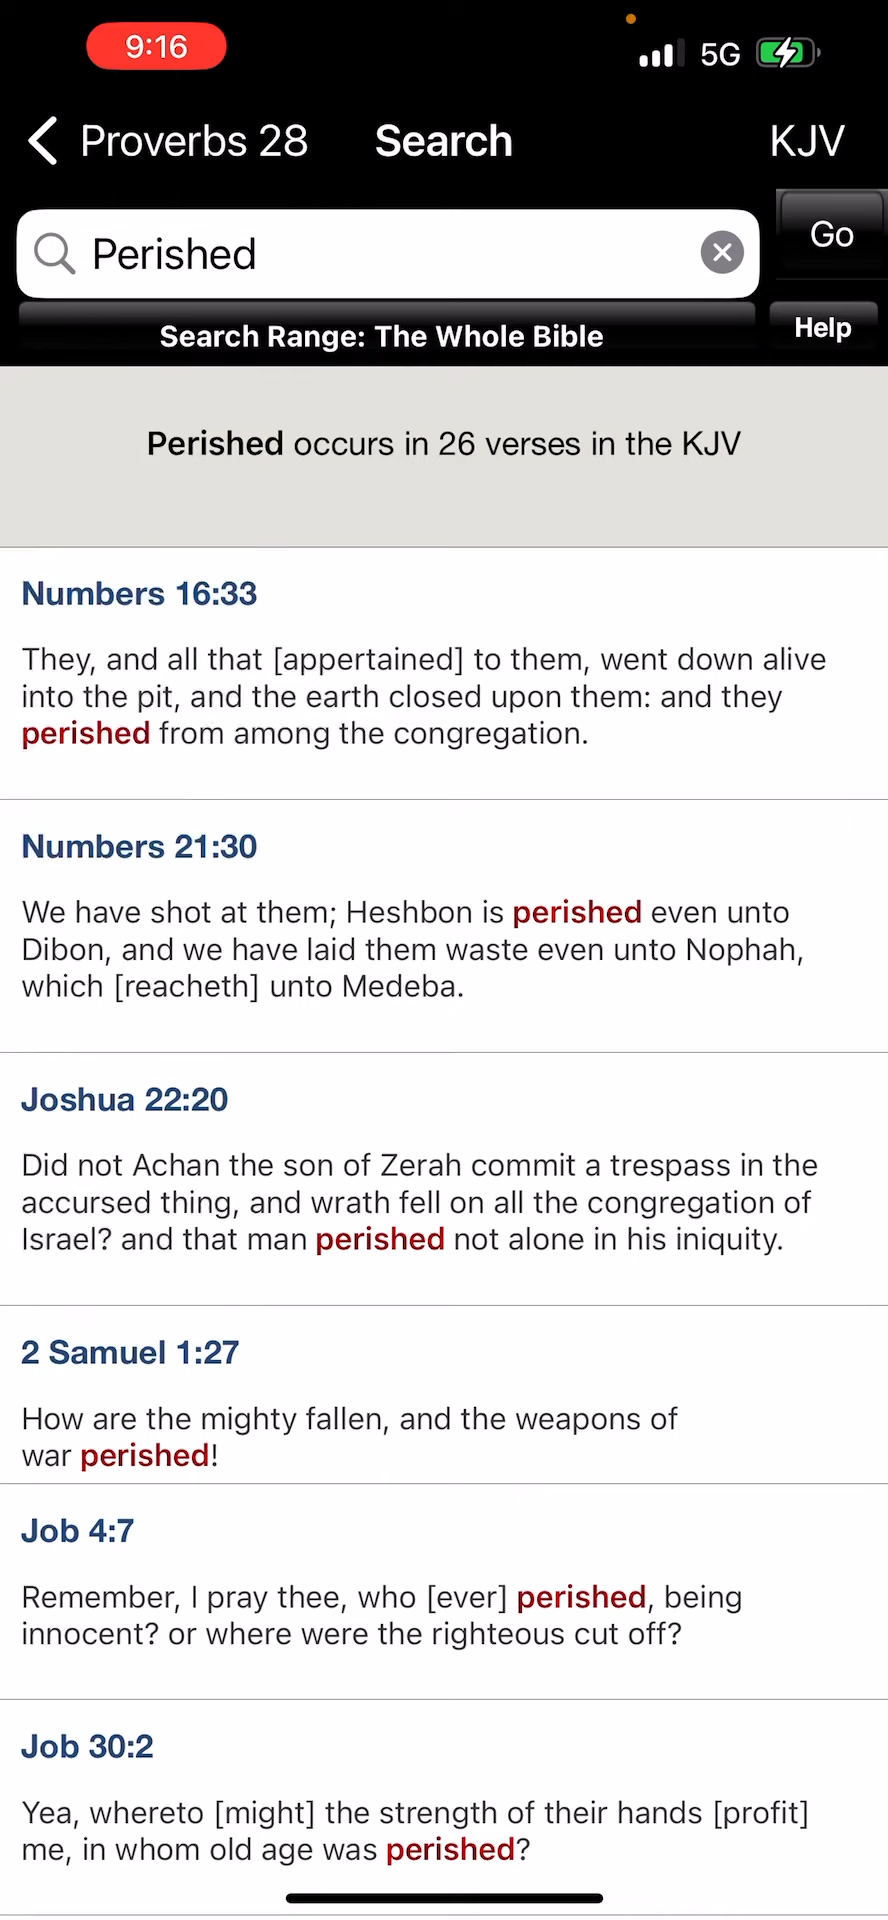 9:16
5G
Proverbs 28
Search
KJV
Perished
Go
Search Range: The Whole Bible
Help
Perished occurs in 26 verses in the KJV
Numbers 16:33
They, and all that [appertained] to them, went down alive
into the pit, and the earth closed upon them: and they
perished from among the congregation.
Numbers 21:30
We have shot at them; Heshbon is perished even unto
Dibon, and we have laid them waste even unto Nophah,
which [reacheth] unto Medeba.
Joshua 22:20
Did not Achan the son of Zerah commit a trespass in the
accursed thing, and wrath fell on all the congregation of
Israel? and that man perished not alone in his iniquity.
2 Samuel 1:27
How are the mighty fallen, and the weapons of
war perished!
Job 4:7
Remember, I pray thee, who [ever] perished, being
innocent? or where were the righteous cut off?
Job 30:2
Yea, whereto [might] the strength of their hands [profit]
me, in whom old age was perished?